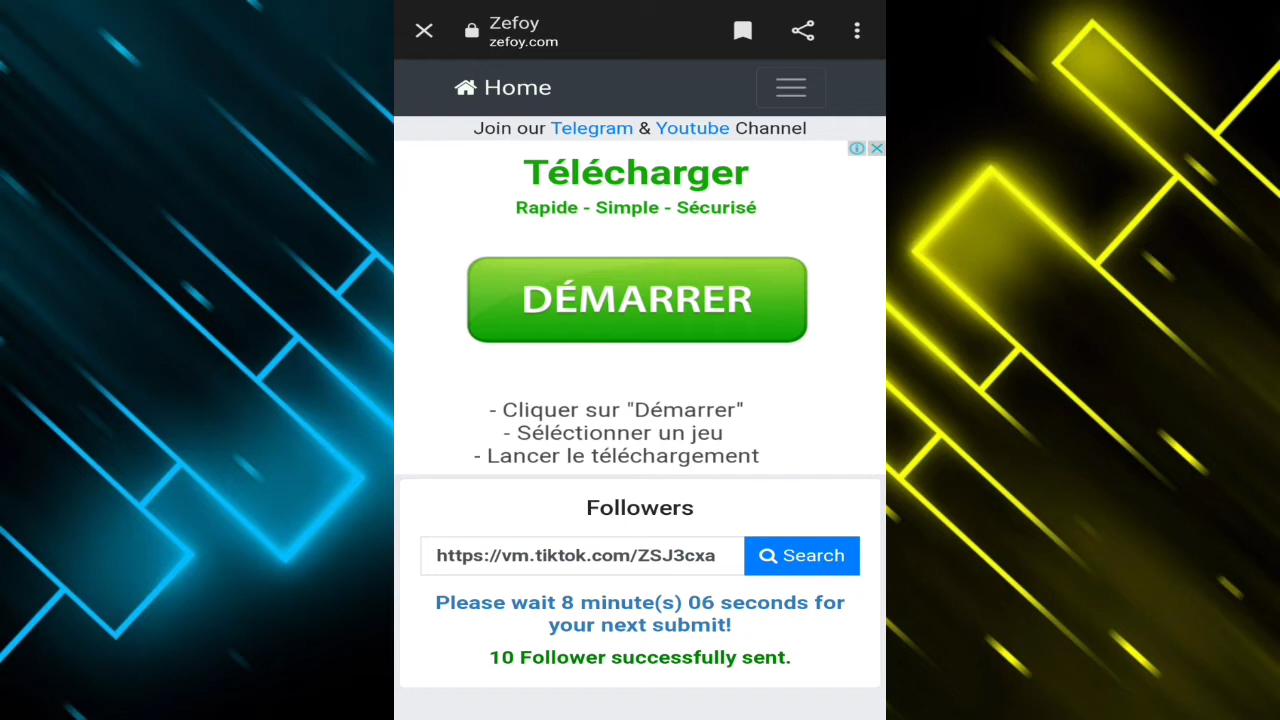 Zefoy
zefoy.com
Home
Join our Telegram & Youtube Channel
Télécharger
Rapide - Simple - Sécurisé
DÉMARRER
- Cliquer sur "Démarrer"
- Séléctionner un jeu
- Lancer le téléchargement
Followers
https://vm.tiktok.com/ZSJ3cxa
Search
Please wait 8 minute(s) 06 seconds for
your next submit!
10 Follower successfully sent.